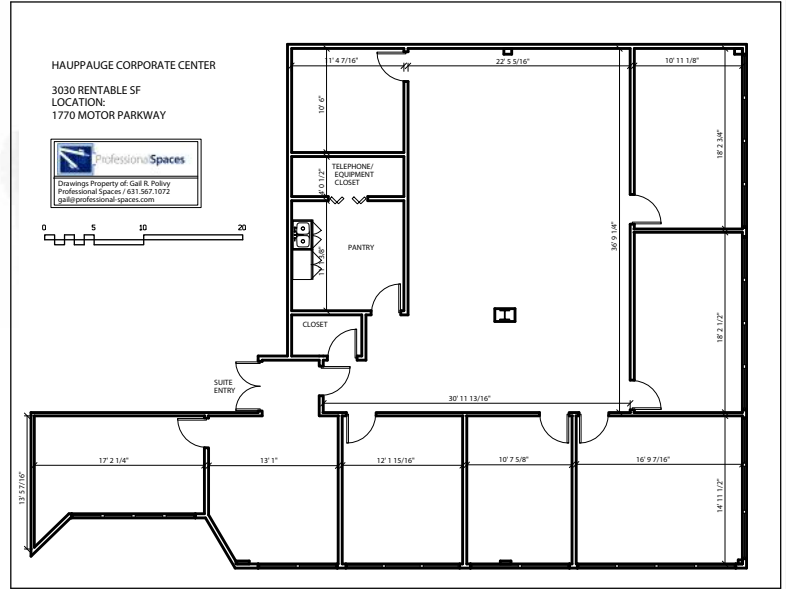 HAUPPAUGE CORPORATE CENTER
3030 RENTABLE SF
LOCATION:
1770 MOTOR PARKWAY
ProfessionalSpaces
Drawings Property of: Gail R. Polivy
Professional Spaces / 631.567.1072
gail@professional-spaces.com
0 5 10 20
11' 4 7/16"
22' 5 5/16"
10' 11 1/8"
10' 6"
18' 2 3/4"
TELEPHONE/
EQUIPMENT
CLOSET
4' 0 1/2"
PANTRY
36' 9 1/4"
CLOSET
18' 2 1/2"
SUITE
ENTRY
30' 11 13/16"
13' 5 7/16"
17' 2 1/4"
13' 1"
12' 1 15/16"
10' 7 5/8"
16' 9 7/16"
14' 11 1/2"